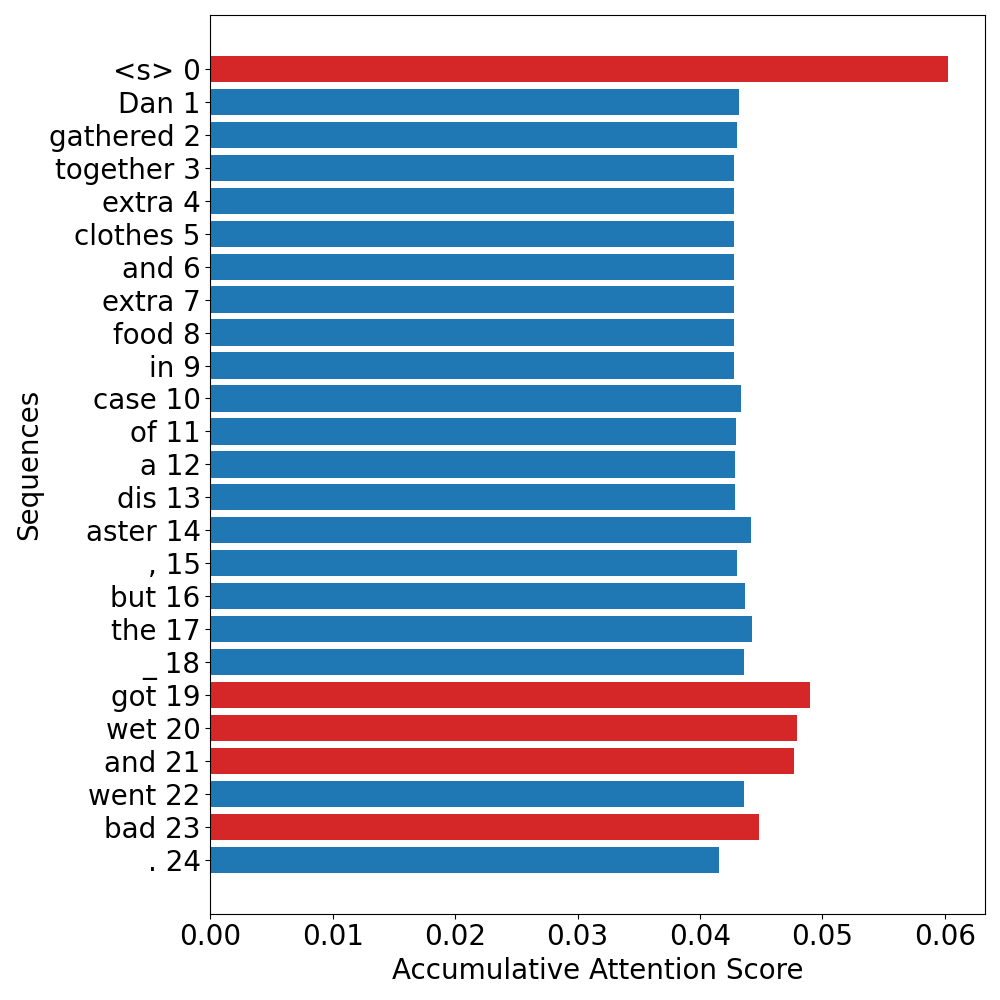 <s> 0
Dan 1
gathered 2
together 3
extra 4
clothes 5
and 6
extra 7
food 8
in 9
case 10
of 11
a 12
dis 13
aster 14
, 15
but 16
the 17
_ 18
got 19
wet 20
and 21
went 22
bad 23
. 24
Sequences
0.00 0.01 0.02 0.03 0.04 0.05 0.06
Accumulative Attention Score